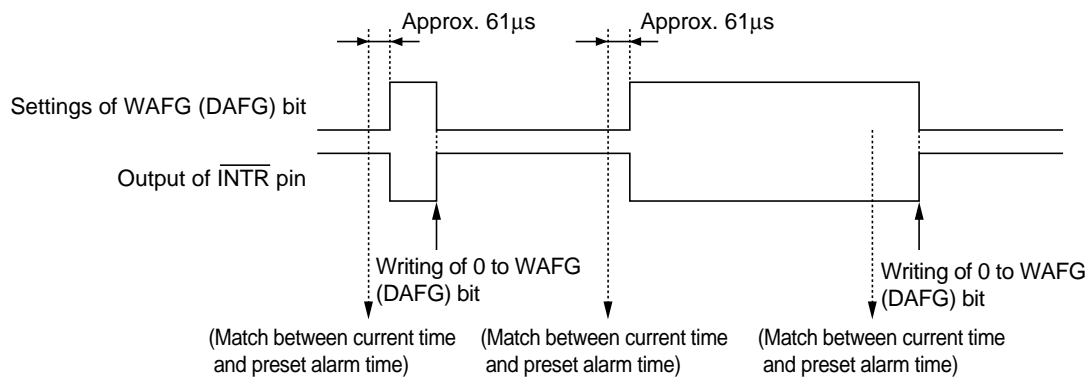 Approx. 61μs
Approx. 61μs
Settings of WAFG (DAFG) bit
Output of INTR pin
Writing of 0 to WAFG
(DAFG) bit
Writing of 0 to WAFG
(DAFG) bit
(Match between current time
and preset alarm time)
(Match between current time
and preset alarm time)
(Match between current time
and preset alarm time)